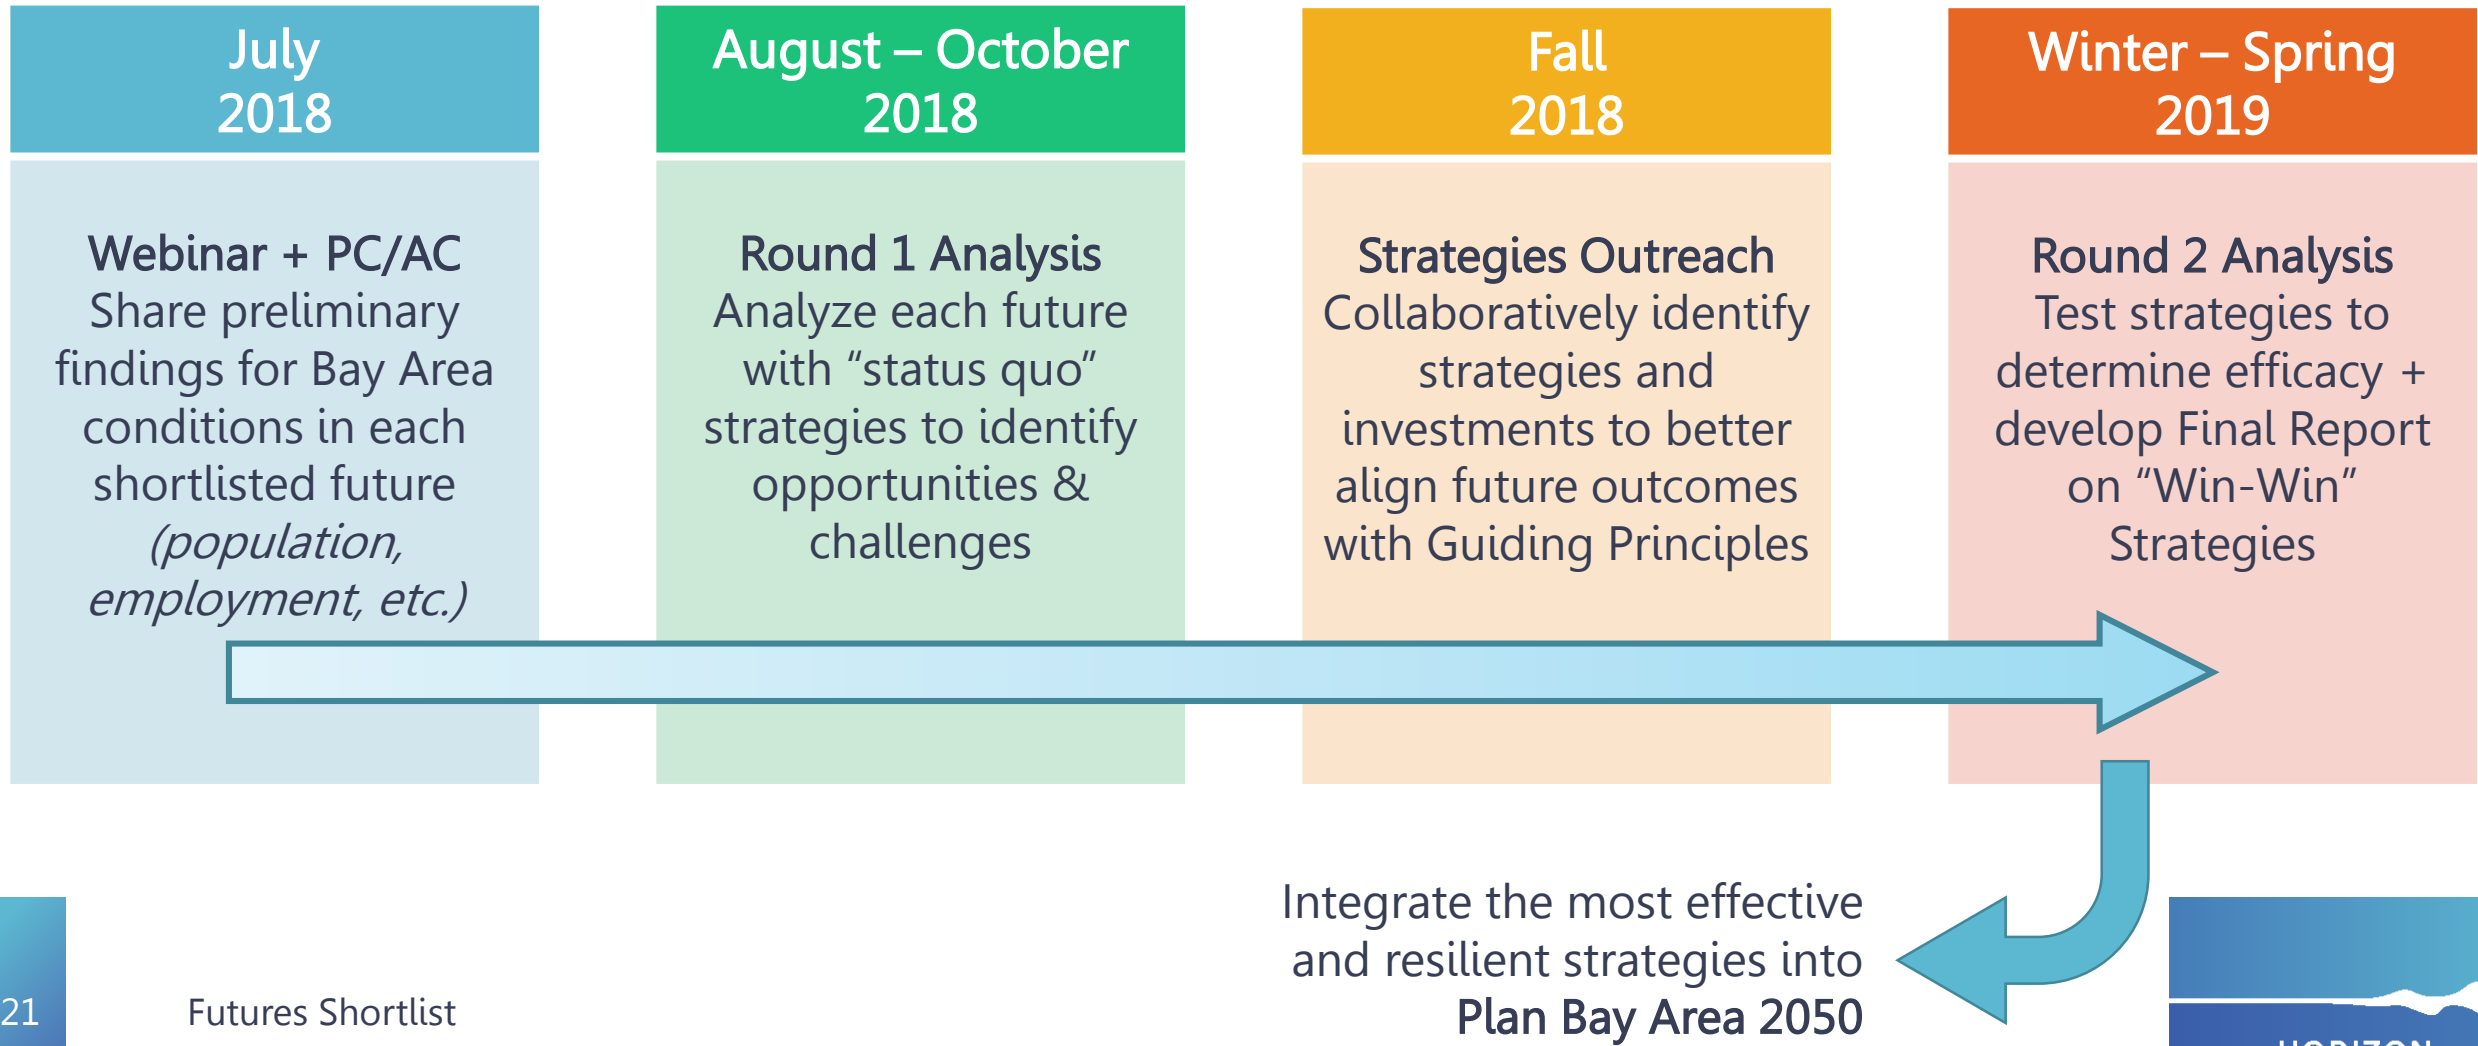 July
2018
Webinar + PC/AC
Share preliminary
findings for Bay Area
conditions in each
shortlisted future
(population,
employment, etc.)
August – October
2018
Round 1 Analysis
Analyze each future
with “status quo”
strategies to identify
opportunities &
challenges
Fall
2018
Strategies Outreach
Collaboratively identify
strategies and
investments to better
align future outcomes
with Guiding Principles
Winter – Spring
2019
Round 2 Analysis
Test strategies to
determine efficacy +
develop Final Report
on “Win-Win”
Strategies
Integrate the most effective
and resilient strategies into
Plan Bay Area 2050
21
Futures Shortlist
HORIZON